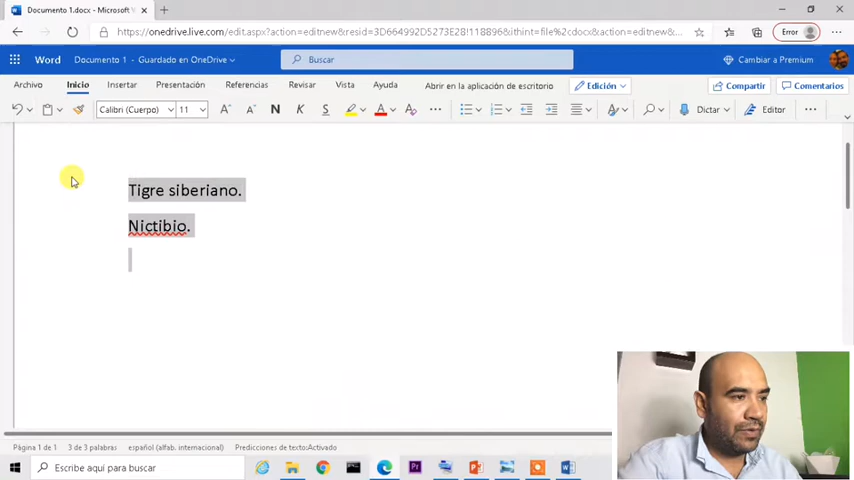 Documento 1.docx - Microsoft
https://onedrive.live.com/edit.aspx?action=editnew&resid=3D664992D5273E28!118896&ithint=file%2cdocx&action=editnew&w...
Error
Word
Documento 1 - Guardado en OneDrive
Buscar
Cambiar a Premium
Archivo
Inicio
Insertar
Presentación
Referencias
Revisar
Vista
Ayuda
Abrir en la aplicación de escritorio
Edición
Compartir
Comentarios
Calibri (Cuerpo)
11
N
K
S
Dictar
Editor
Tigre siberiano.
Nictibio.
Página 1 de 1
3 de 3 palabras
español (alfab. internacional)
Predicciones de texto:Activado
Escribe aquí para buscar